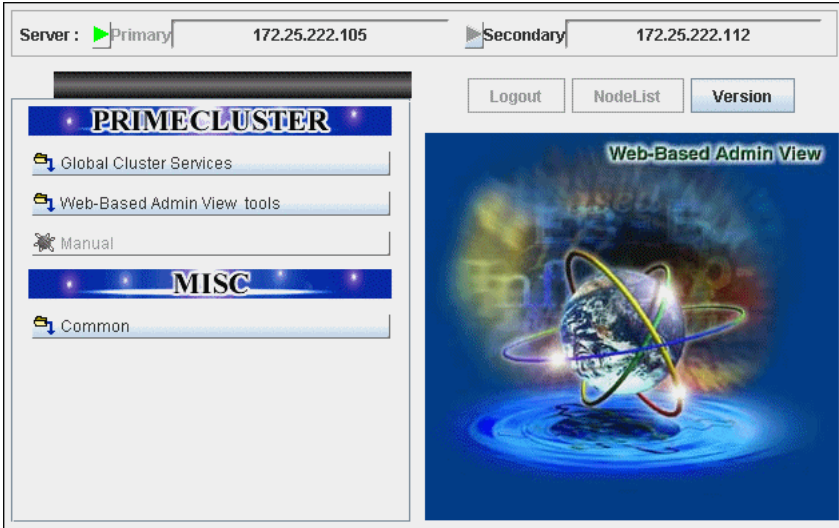 Server : Primary 172.25.222.105 Secondary 172.25.222.112
Logout NodeList Version
PRIMECLUSTER
Global Cluster Services
Web-Based Admin View tools
Manual
MISC
Common
Web-Based Admin View